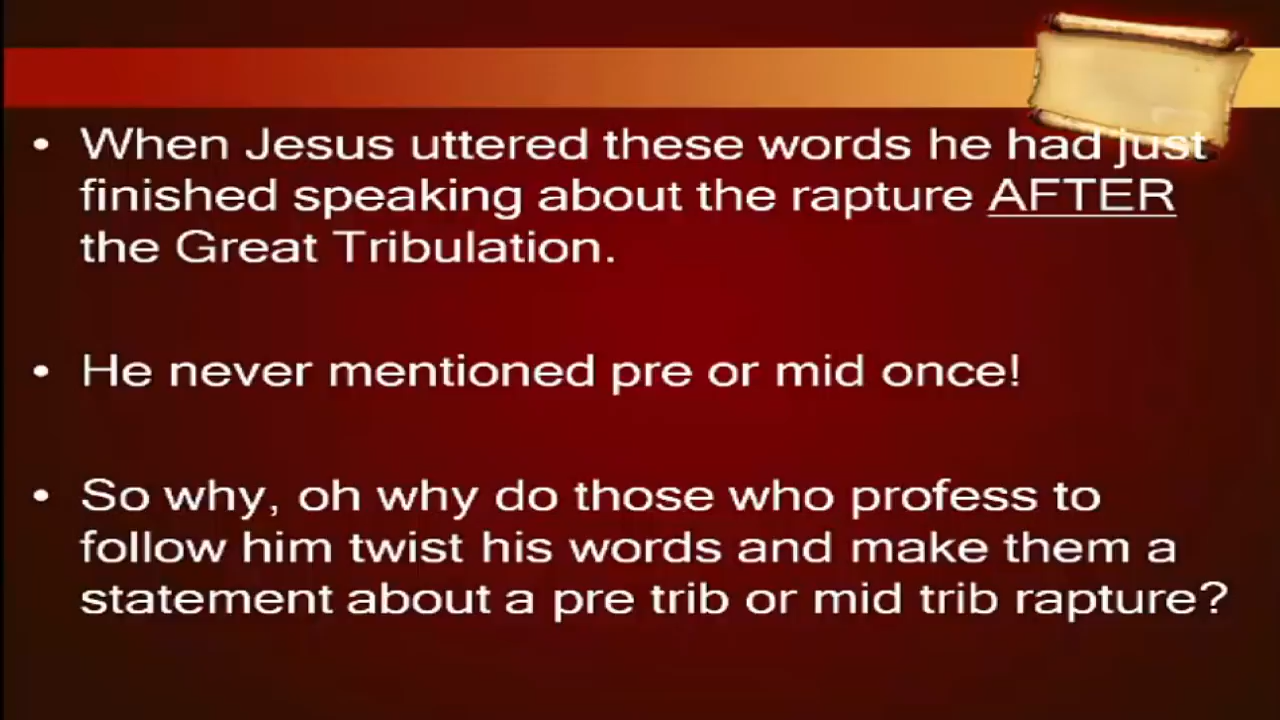 • When Jesus uttered these words he had just
finished speaking about the rapture AFTER
the Great Tribulation.
• He never mentioned pre or mid once!
• So why, oh why do those who profess to
follow him twist his words and make them a
statement about a pre trib or mid trib rapture?